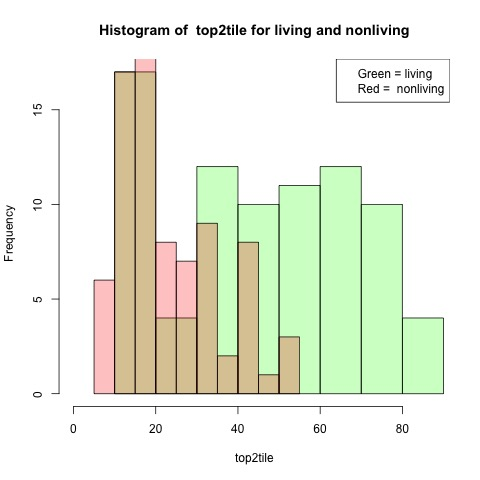 Histogram of  top2tile for living and nonliving
Green = living
Red =  nonliving
Frequency
15
10
5
0
0 20 40 60 80
top2tile